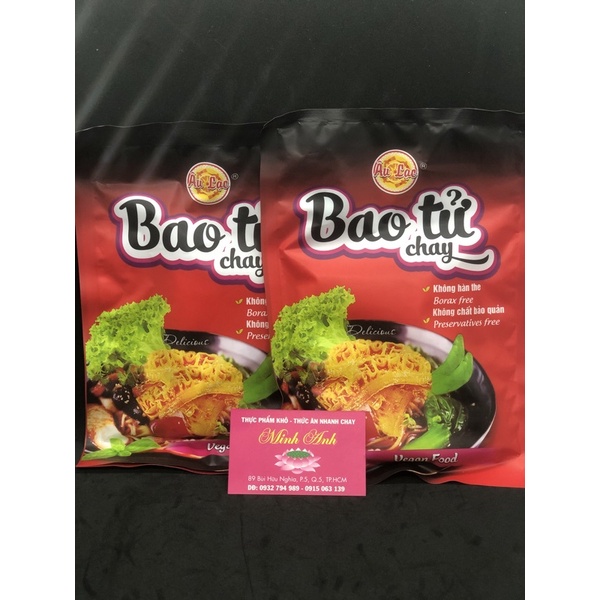 Âu Lạc ®
Bao tử
chay
Không
Borax
Không
Preser
Delicious
Vegan
Âu Lạc ®
Bao tử
chay
Không hàn the
Borax free
Không chất bảo quản
Preservatives free
Delicious
Vegan Food
THỰC PHẨM KHÔ - THỨC ĂN NHANH CHAY
Minh Anh
89 Bùi Hữu Nghĩa, P.5, Q.5, TP.HCM
DĐ: 0932 794 989 - 0915 063 139